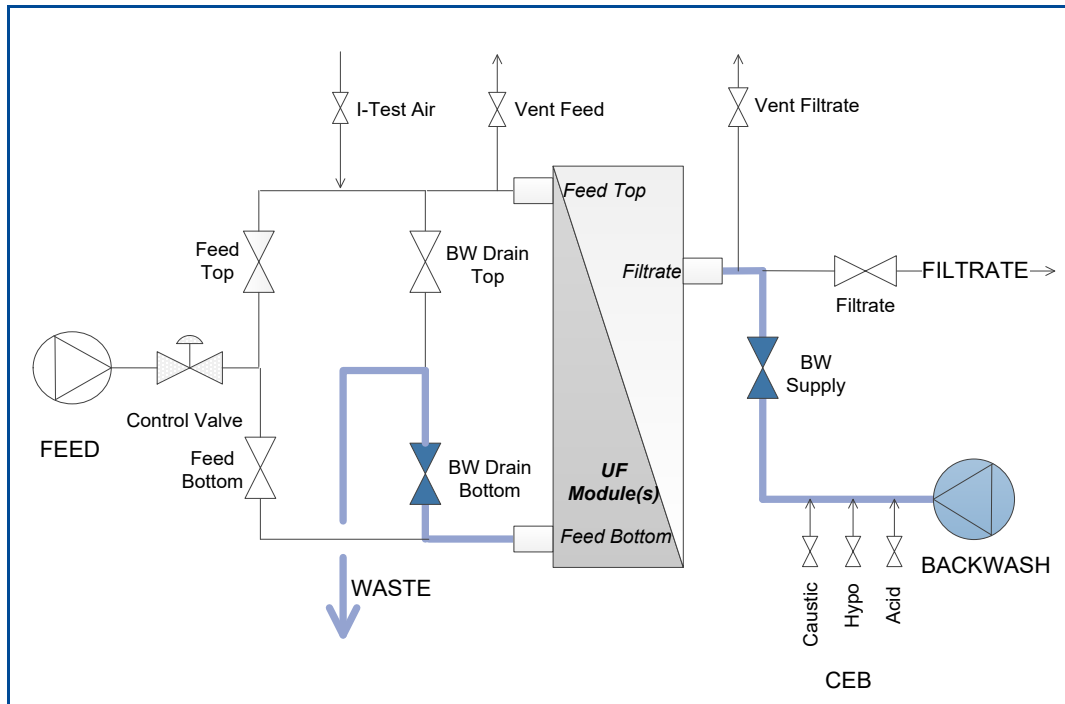 I-Test Air
Vent Feed
Vent Filtrate
Feed Top
Feed
Top
BW Drain
Top
Filtrate
FILTRATE
Filtrate
BW
Supply
Control Valve
FEED
Feed
Bottom
BW Drain
Bottom
UF
Module(s)
Feed Bottom
BACKWASH
WASTE
Caustic
Hypo
Acid
CEB